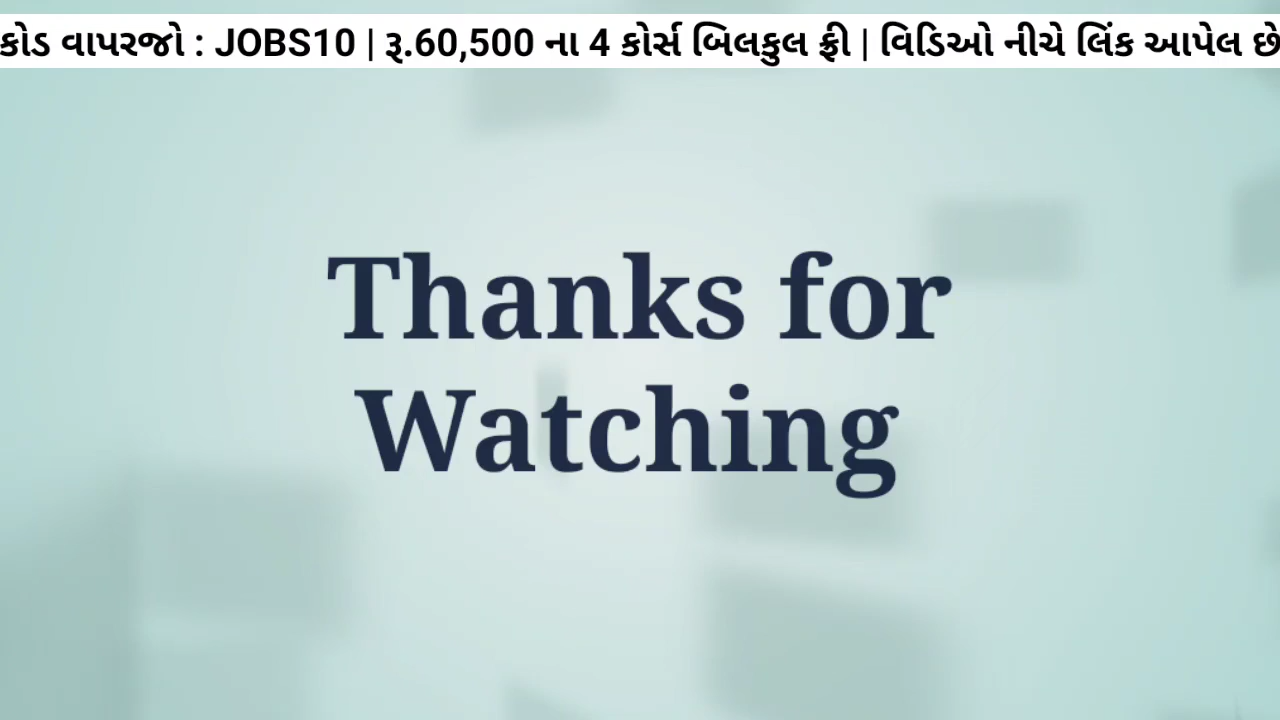 કોડ વાપરજો : JOBS10 | રૂ.60,500 ના 4 કોર્સ બિલકુલ ફ્રી | વિડિઓ નીચે લિંક આપેલ છે
Thanks for
Watching